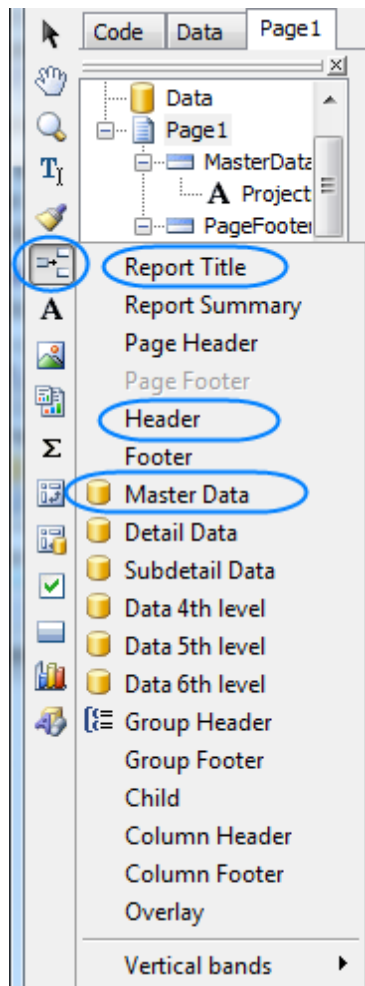 Code Data Page1
Data
Page1
MasterData
A Project
PageFooter
Report Title
A Report Summary
Page Header
Page Footer
Header
Σ Footer
Master Data
Detail Data
Subdetail Data
Data 4th level
Data 5th level
Data 6th level
Group Header
Group Footer
Child
Column Header
Column Footer
Overlay
Vertical bands